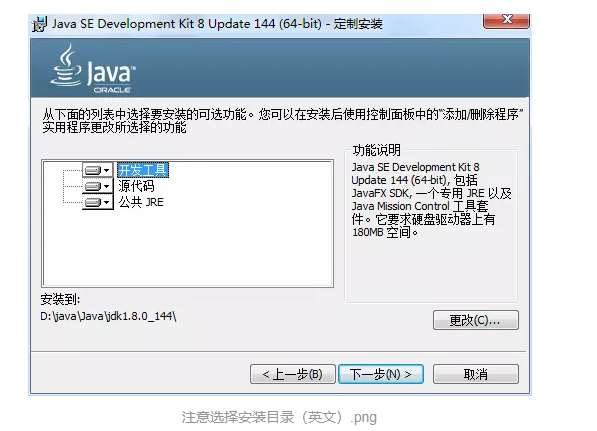 Java SE Development Kit 8 Update 144 (64-bit) - 定制安装
Java™
ORACLE
从下面的列表中选择要安装的可选功能。您可以在安装后使用控制面板中的“添加/删除程序”
实用程序更改所选择的功能
开发工具
源代码
公共 JRE
功能说明
Java SE Development Kit 8
Update 144 (64-bit), 包括
JavaFX SDK, 一个专用 JRE 以及
Java Mission Control 工具套
件。它要求硬盘驱动器上有
180MB 空间。
安装到:
D:\java\Java\jdk1.8.0_144\
更改(C)...
< 上一步(B)
下一步(N) >
取消
注意选择安装目录（英文）.png